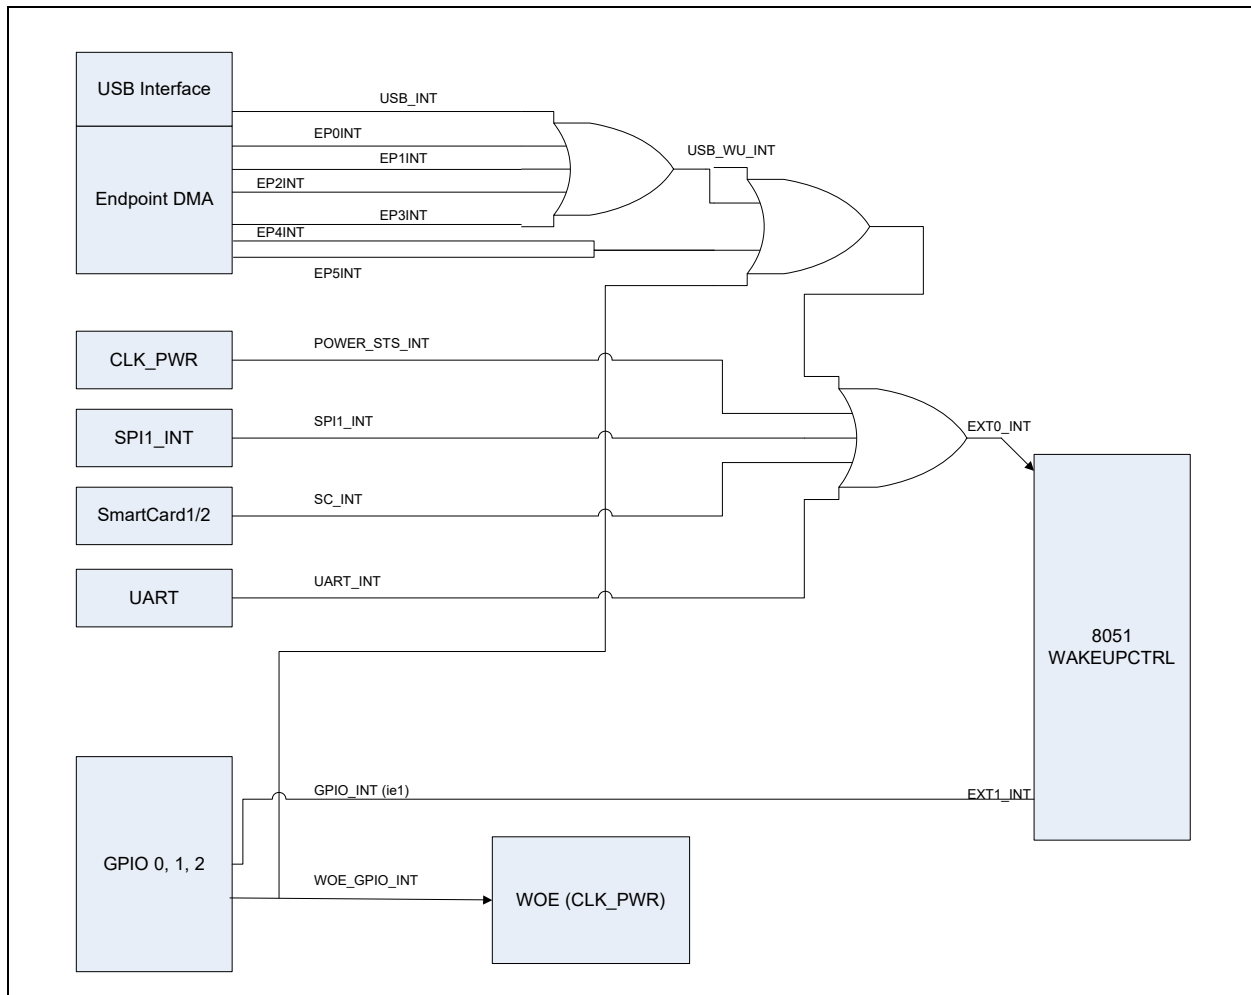 USB Interface
USB_INT
EP0INT
USB_WU_INT
EP1INT
EP2INT
Endpoint DMA
EP3INT
EP4INT
EP5INT
POWER_STS_INT
CLK_PWR
SPI1_INT
SPI1_INT
EXT0_INT
SC_INT
SmartCard1/2
UART_INT
UART
8051
WAKEUPCTRL
GPIO_INT (ie1)
EXT1_INT
GPIO 0, 1, 2
WOE_GPIO_INT
WOE (CLK_PWR)